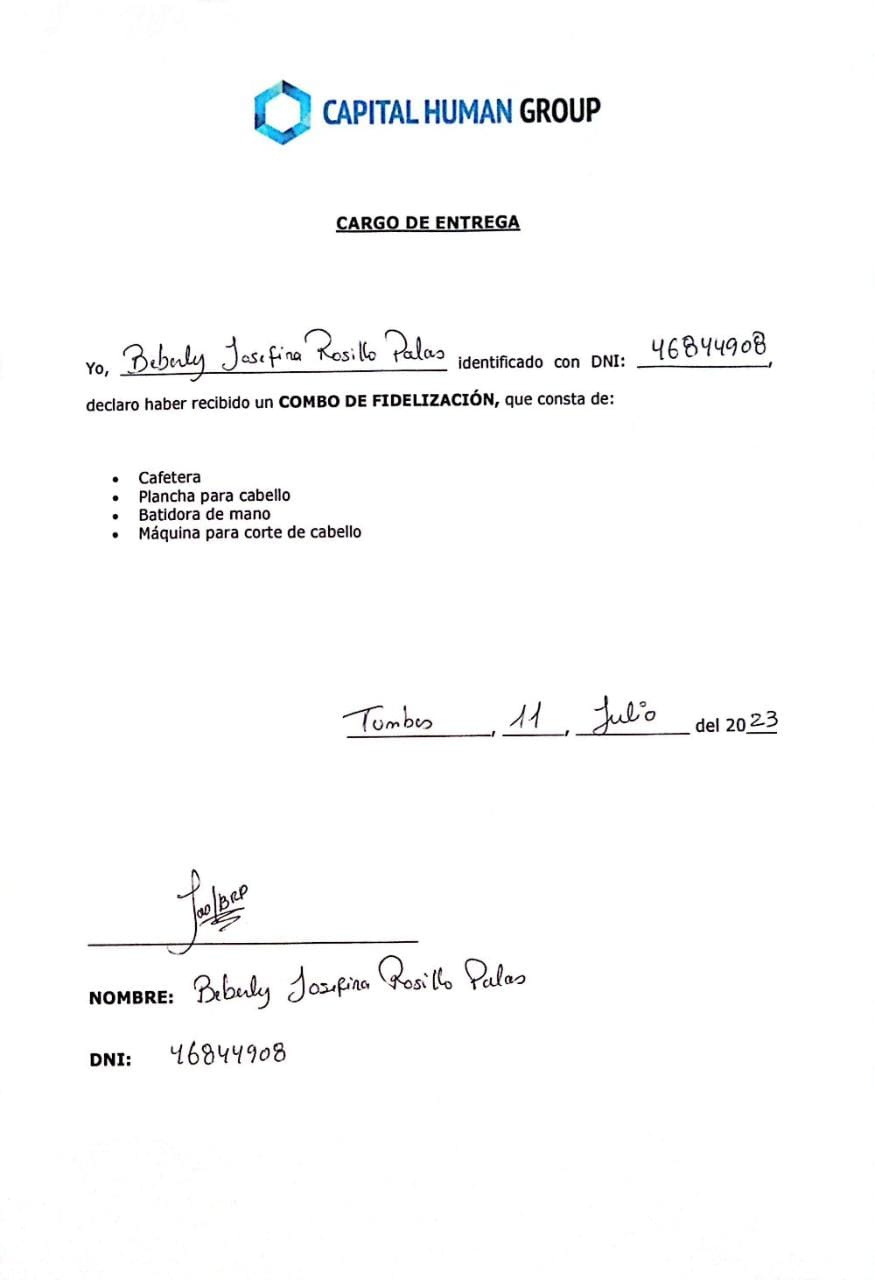 CAPITAL HUMAN GROUP
CARGO DE ENTREGA
Yo, Beberly Josefina Rosillo Palas identificado con DNI: 46844908,
declaro haber recibido un COMBO DE FIDELIZACIÓN, que consta de:
• Cafetera
• Plancha para cabello
• Batidora de mano
• Máquina para corte de cabello
Tumbes, 11, Julio del 2023
NOMBRE: Beberly Josefina Rosillo Palas
DNI: 46844908